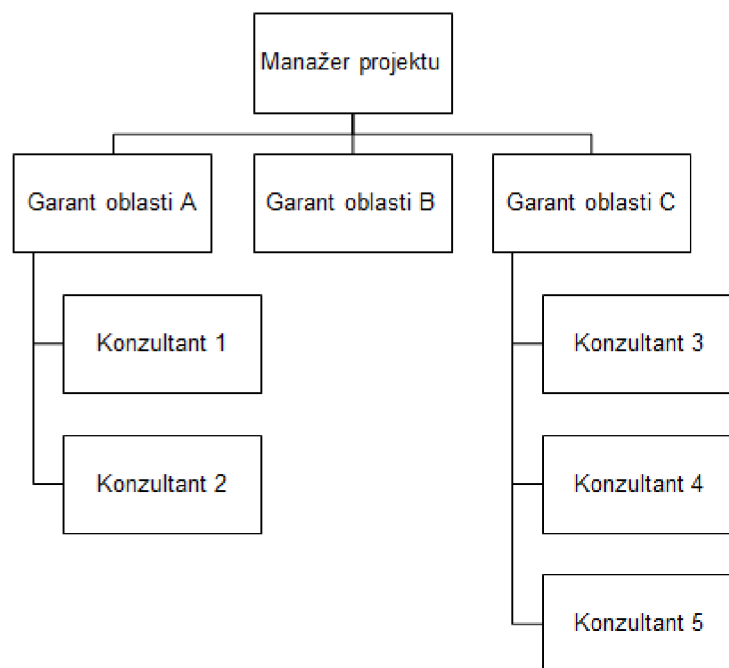 Manažer projektu
Garant oblasti A
Garant oblasti B
Garant oblasti C
Konzultant 1
Konzultant 3
Konzultant 2
Konzultant 4
Konzultant 5